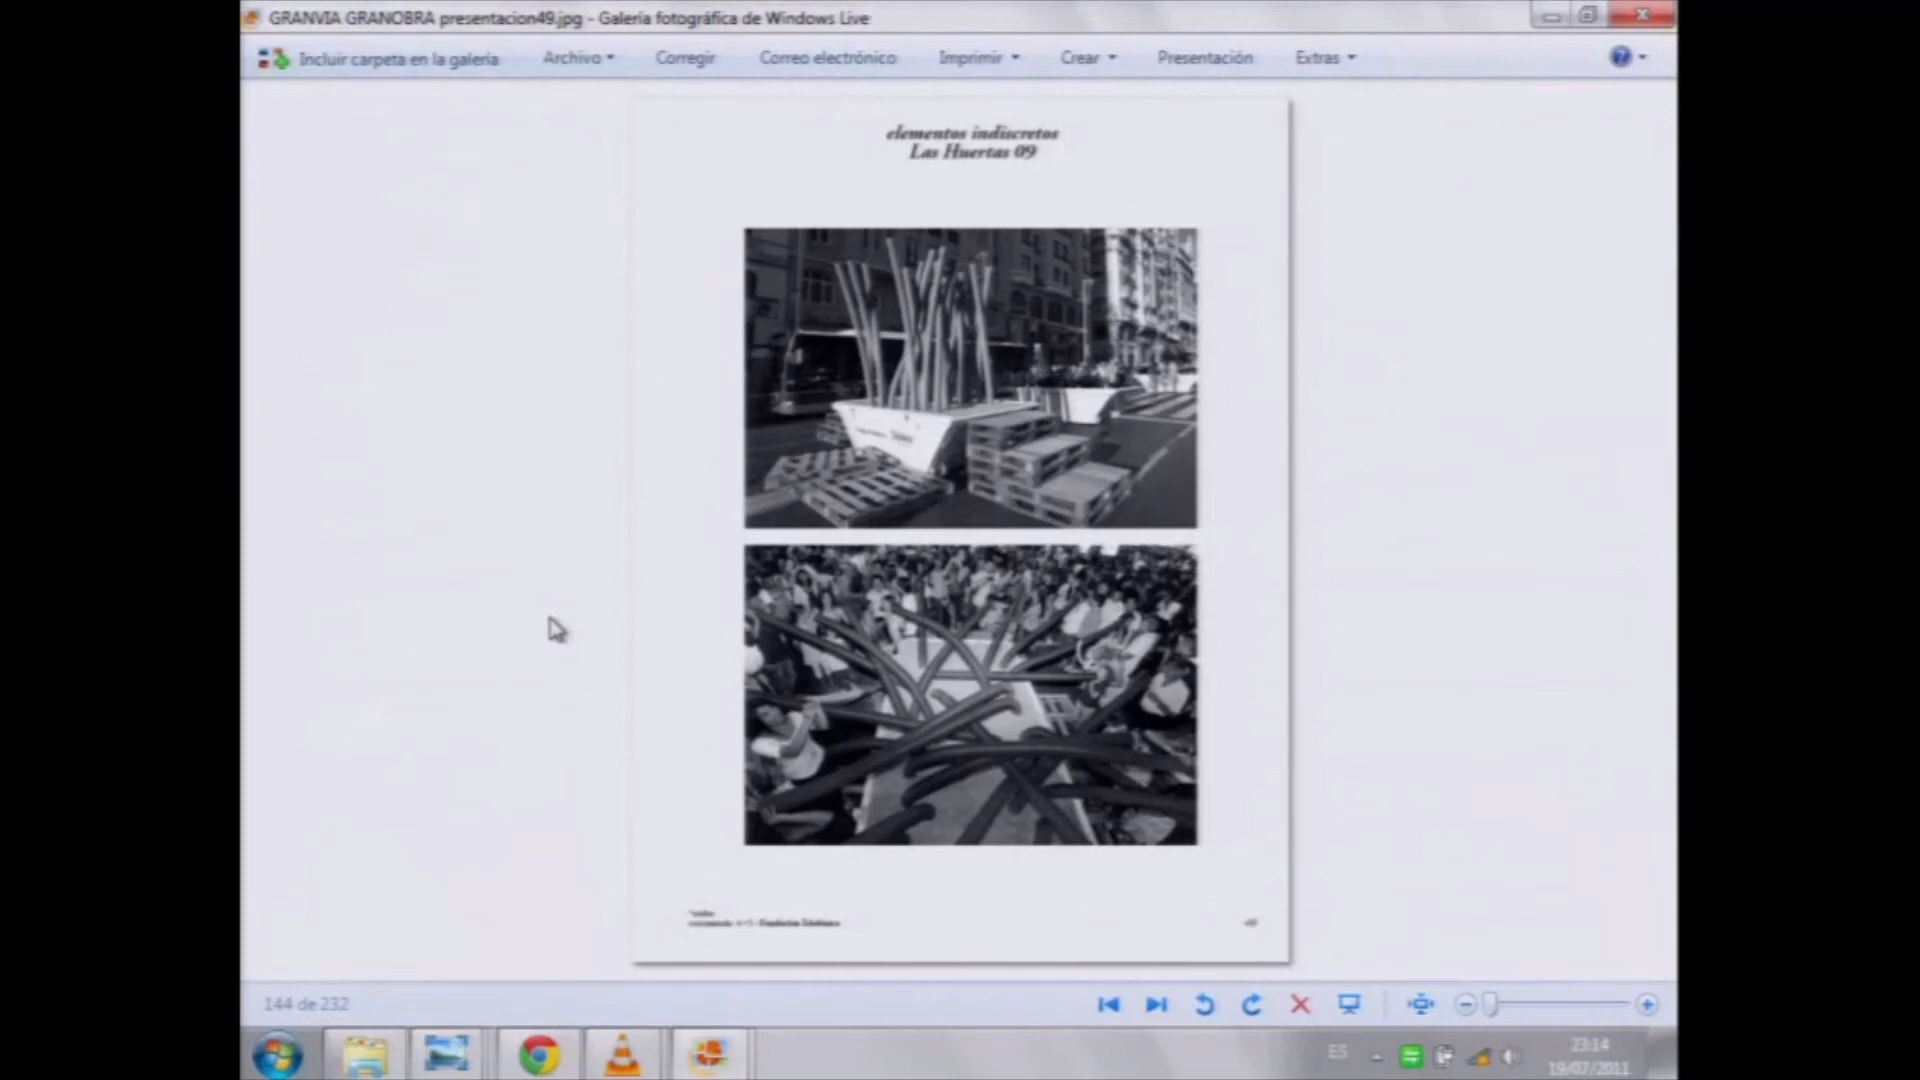 GRANVIA GRANOBRA presentacion49.jpg - Galería fotográfica de Windows Live
Incluir carpeta en la galería Archivo Corregir Correo electrónico Imprimir Crear Presentación Extras
elementos indiscretos
Las Huertas 09
144 de 232
ES
23:14
19/07/2011